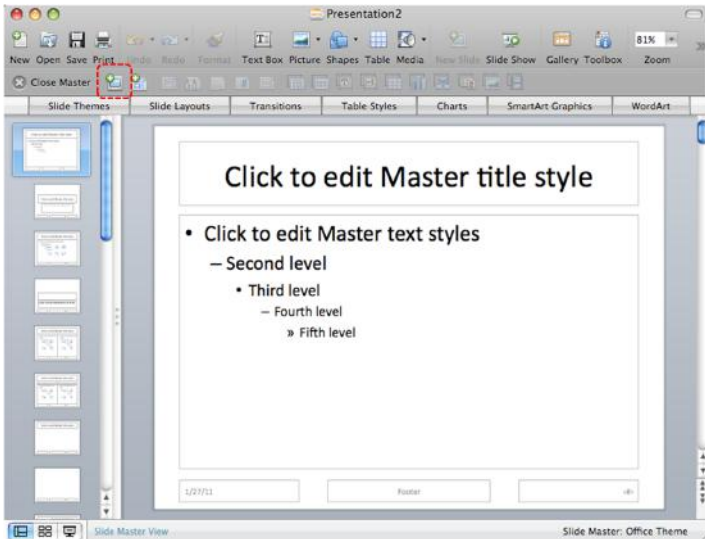 Presentation2
81%
New Open Save Print Undo Redo Format Text Box Picture Shapes Table Media New Slide Slide Show Gallery Toolbox Zoom
Close Master
Slide Themes Slide Layouts Transitions Table Styles Charts SmartArt Graphics WordArt
Click to edit Master title style
• Click to edit Master text styles
– Second level
• Third level
– Fourth level
» Fifth level
1/27/11 Footer ‹#›
Slide Master View Slide Master: Office Theme